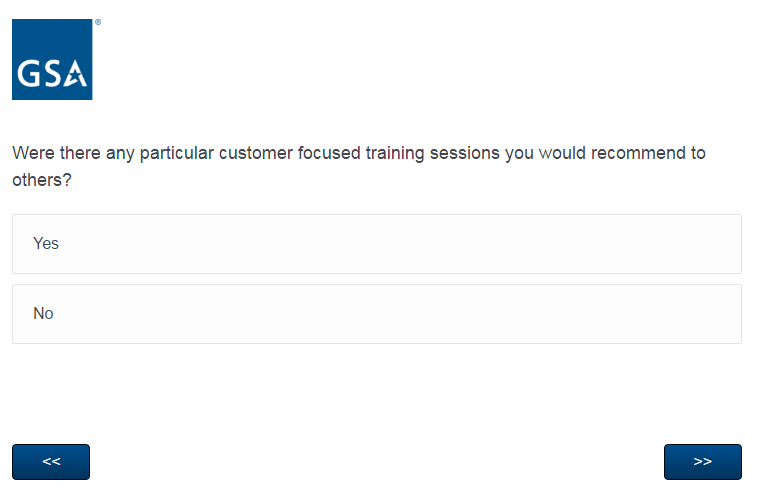 GSA®
Were there any particular customer focused training sessions you would recommend to
others?
Yes
No
<< >>